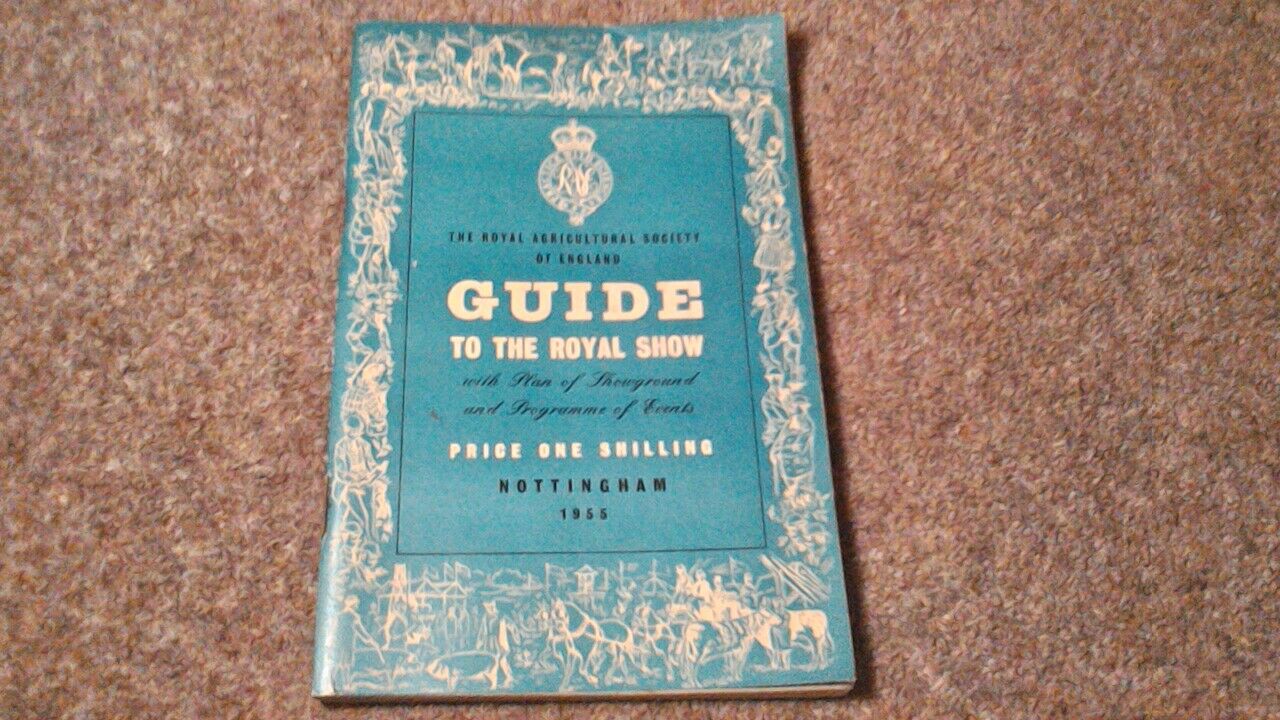 THE ROYAL AGRICULTURAL SOCIETY
OF ENGLAND
GUIDE
TO THE ROYAL SHOW
with Plan of Showground
and Programme of Events
PRICE ONE SHILLING
NOTTINGHAM
1955